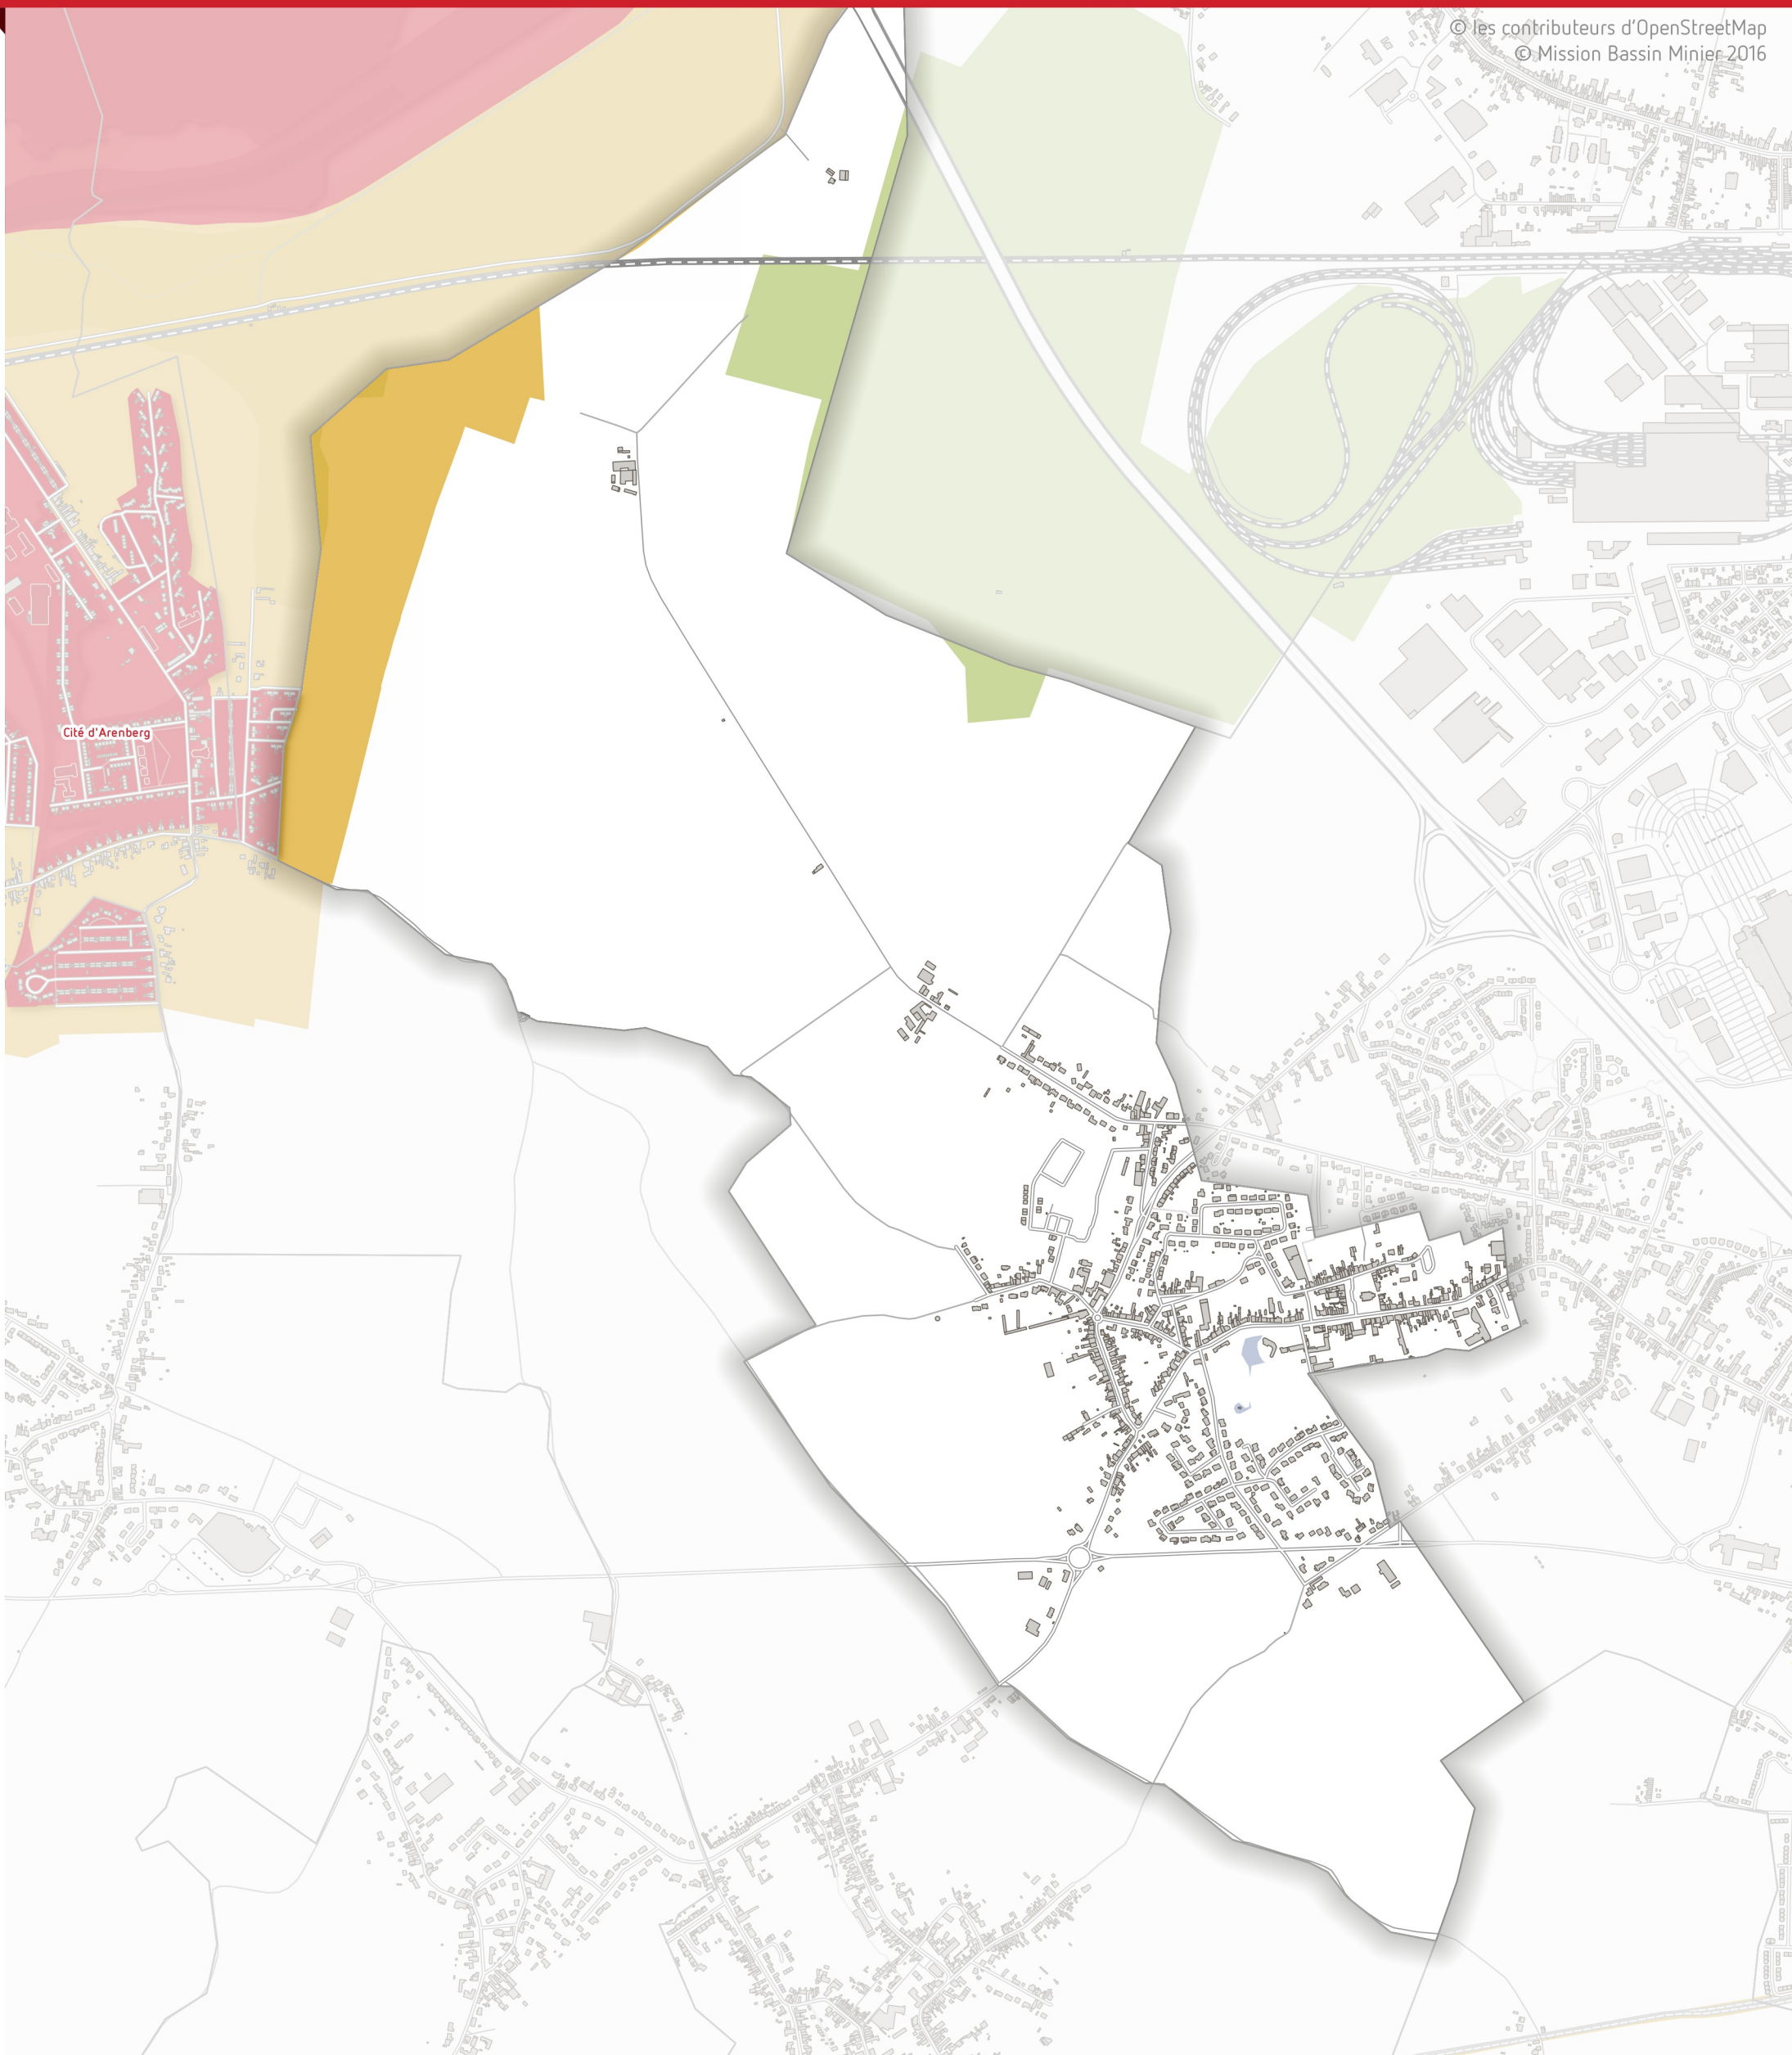 © les contributeurs d'OpenStreetMap
© Mission Bassin Minier 2016
Cité d'Arenberg